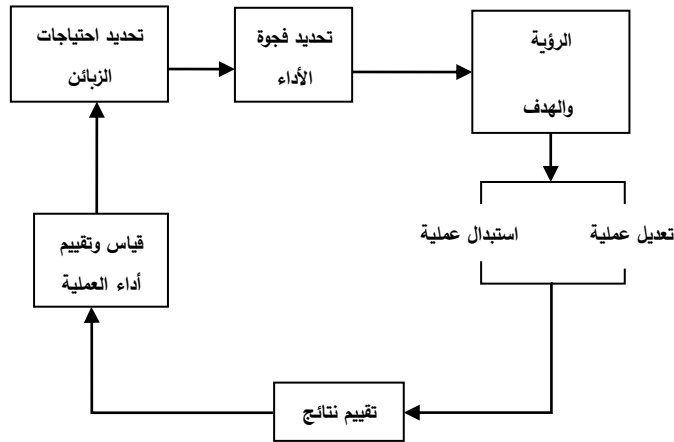 تحديد احتياجات
الزبائن
تحديد فجوة
الأداء
الرؤية
والهدف
تعديل عملية
استبدال عملية
تقييم نتائج
قياس وتقييم
أداء العملية